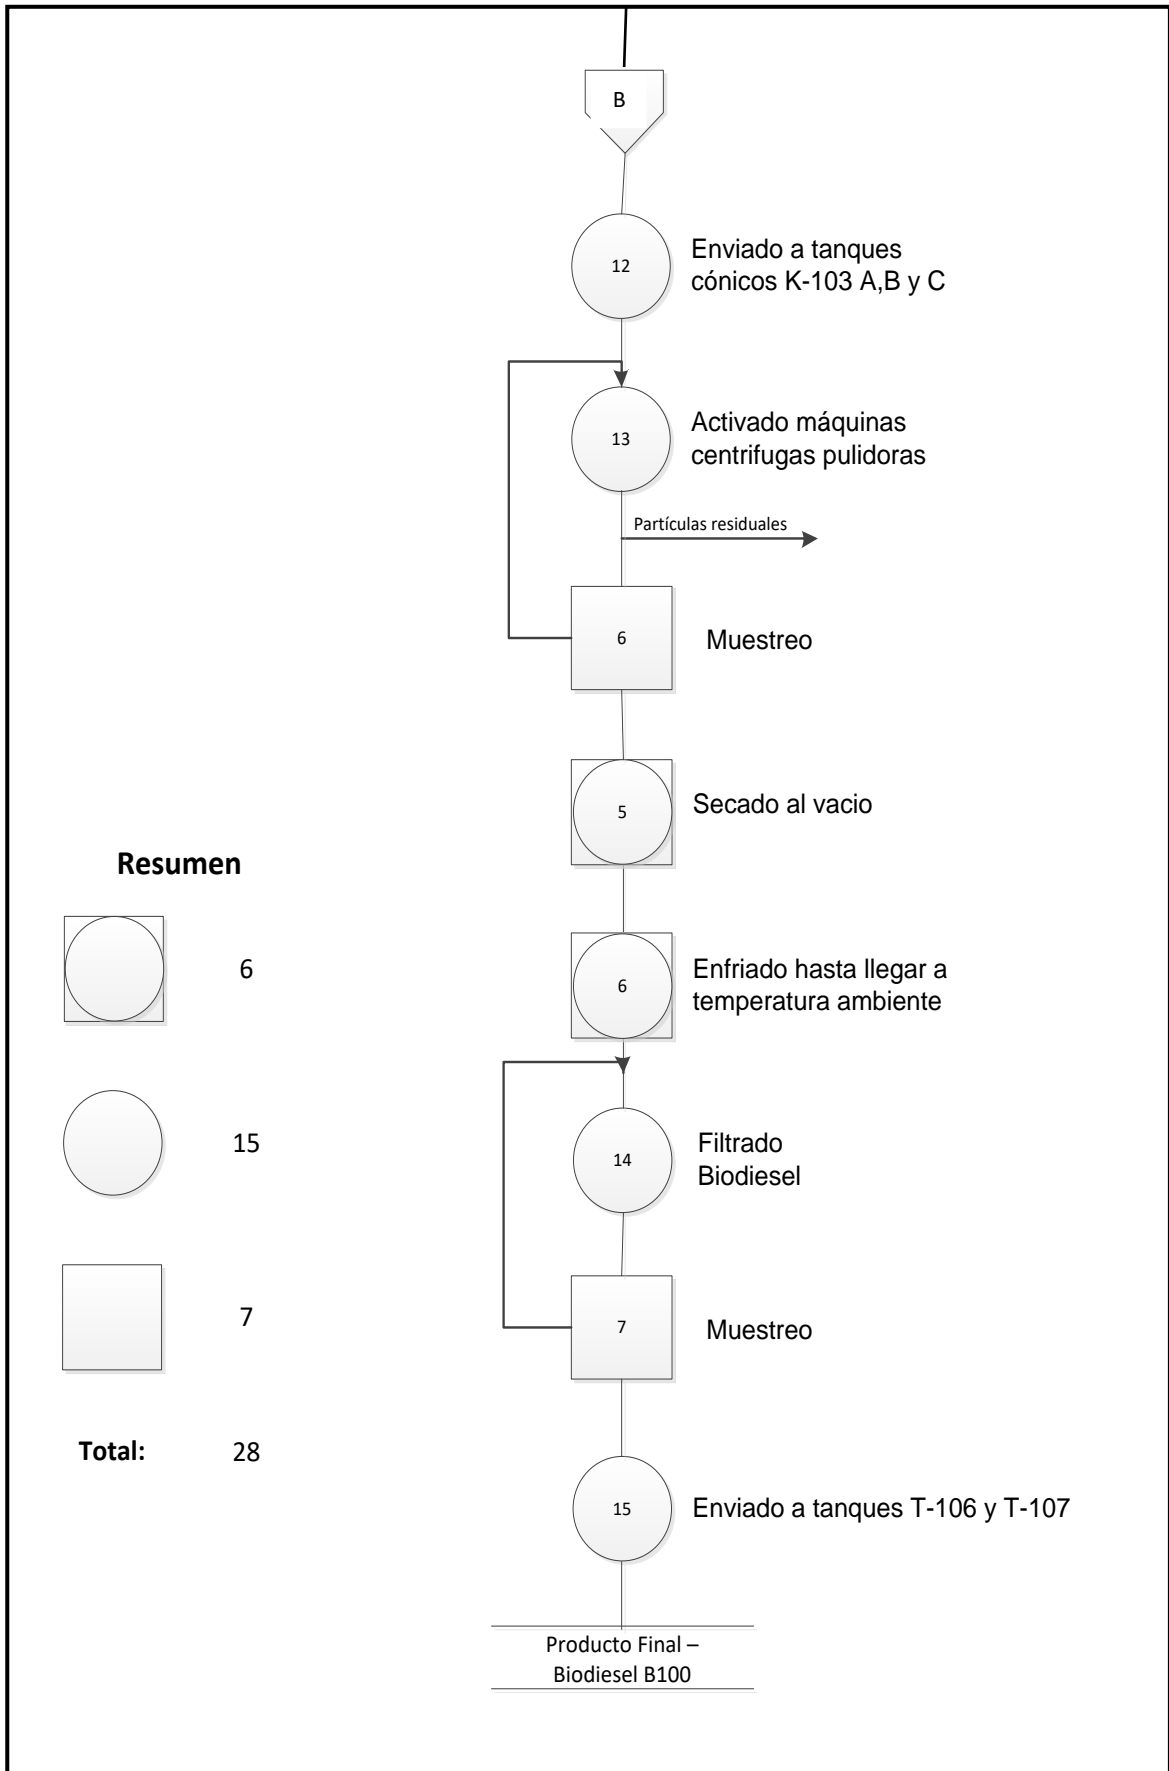 B
12
Enviado a tanques
cónicos K-103 A,B y C
13
Activado máquinas
centrifugas pulidoras
Partículas residuales
6
Muestreo
5
Secado al vacio
6
Enfriado hasta llegar a
temperatura ambiente
14
Filtrado
Biodiesel
7
Muestreo
15
Enviado a tanques T-106 y T-107
Producto Final –
Biodiesel B100
Resumen
6
15
7
Total: 28